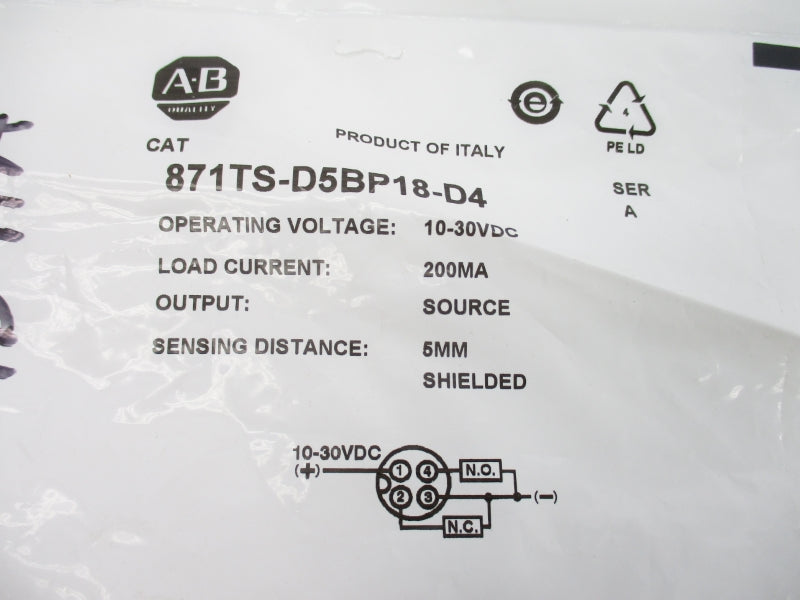 A·B
QUALITY
e
4
PE LD
CAT
PRODUCT OF ITALY
871TS-D5BP18-D4
SER
A
OPERATING VOLTAGE: 10-30VDC
LOAD CURRENT: 200MA
OUTPUT: SOURCE
SENSING DISTANCE: 5MM
SHIELDED
10-30VDC
(+) 1 4 N.O.
2 3 (−)
N.C.